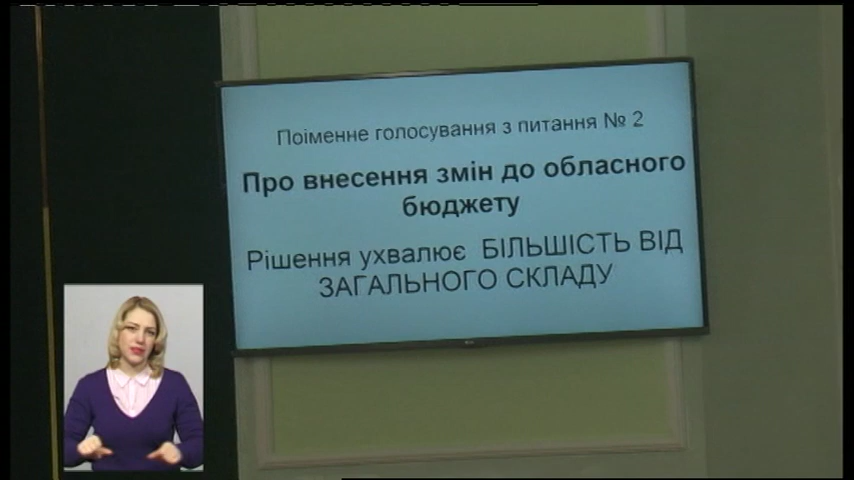 Поіменне голосування з питання № 2
Про внесення змін до обласного
бюджету
Рішення ухвалює БІЛЬШІСТЬ ВІД
ЗАГАЛЬНОГО СКЛАДУ